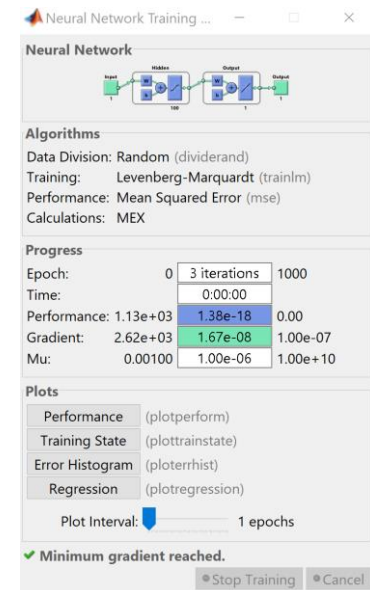 Neural Network Training ...
Neural Network
Hidden Output
Input Output
W W
b b
1 1
100 1
Algorithms
Data Division: Random (dividerand)
Training: Levenberg-Marquardt (trainlm)
Performance: Mean Squared Error (mse)
Calculations: MEX
Progress
Epoch: 0 3 iterations 1000
Time: 0:00:00
Performance: 1.13e+03 1.38e-18 0.00
Gradient: 2.62e+03 1.67e-08 1.00e-07
Mu: 0.00100 1.00e-06 1.00e+10
Plots
Performance (plotperform)
Training State (plottrainstate)
Error Histogram (ploterrhist)
Regression (plotregression)
Plot Interval: 1 epochs
Minimum gradient reached.
Stop Training Cancel